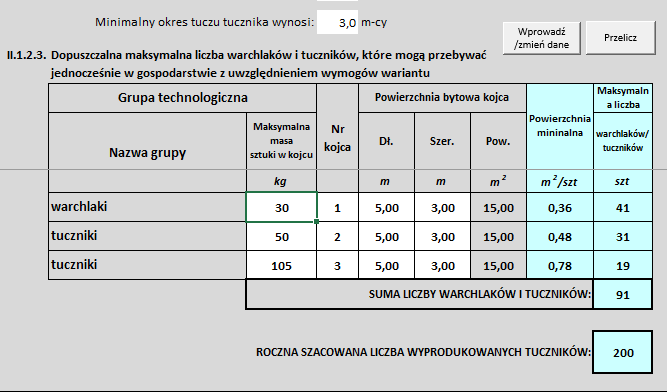 Minimalny okres tuczu tucznika wynosi: 3,0 m-cy
Wprowadź
/zmień dane
Przelicz
II.1.2.3. Dopuszczalna maksymalna liczba warchlaków i tuczników, które mogą przebywać
jednocześnie w gospodarstwie z uwzględnieniem wymogów wariantu
Grupa technologiczna
Nr
kojca
Powierzchnia bytowa kojca
Powierzchnia
mininalna
Maksymaln
a liczba
Nazwa grupy
Maksymalna
masa
sztuki w kojcu
Dł.
Szer.
Pow.
warchlaków/
tuczników
kg m m m² m²/szt szt
warchlaki 30 1 5,00 3,00 15,00 0,36 41
tuczniki 50 2 5,00 3,00 15,00 0,48 31
tuczniki 105 3 5,00 3,00 15,00 0,78 19
SUMA LICZBY WARCHLAKÓW I TUCZNIKÓW: 91
ROCZNA SZACOWANA LICZBA WYPRODUKOWANYCH TUCZNIKÓW: 200